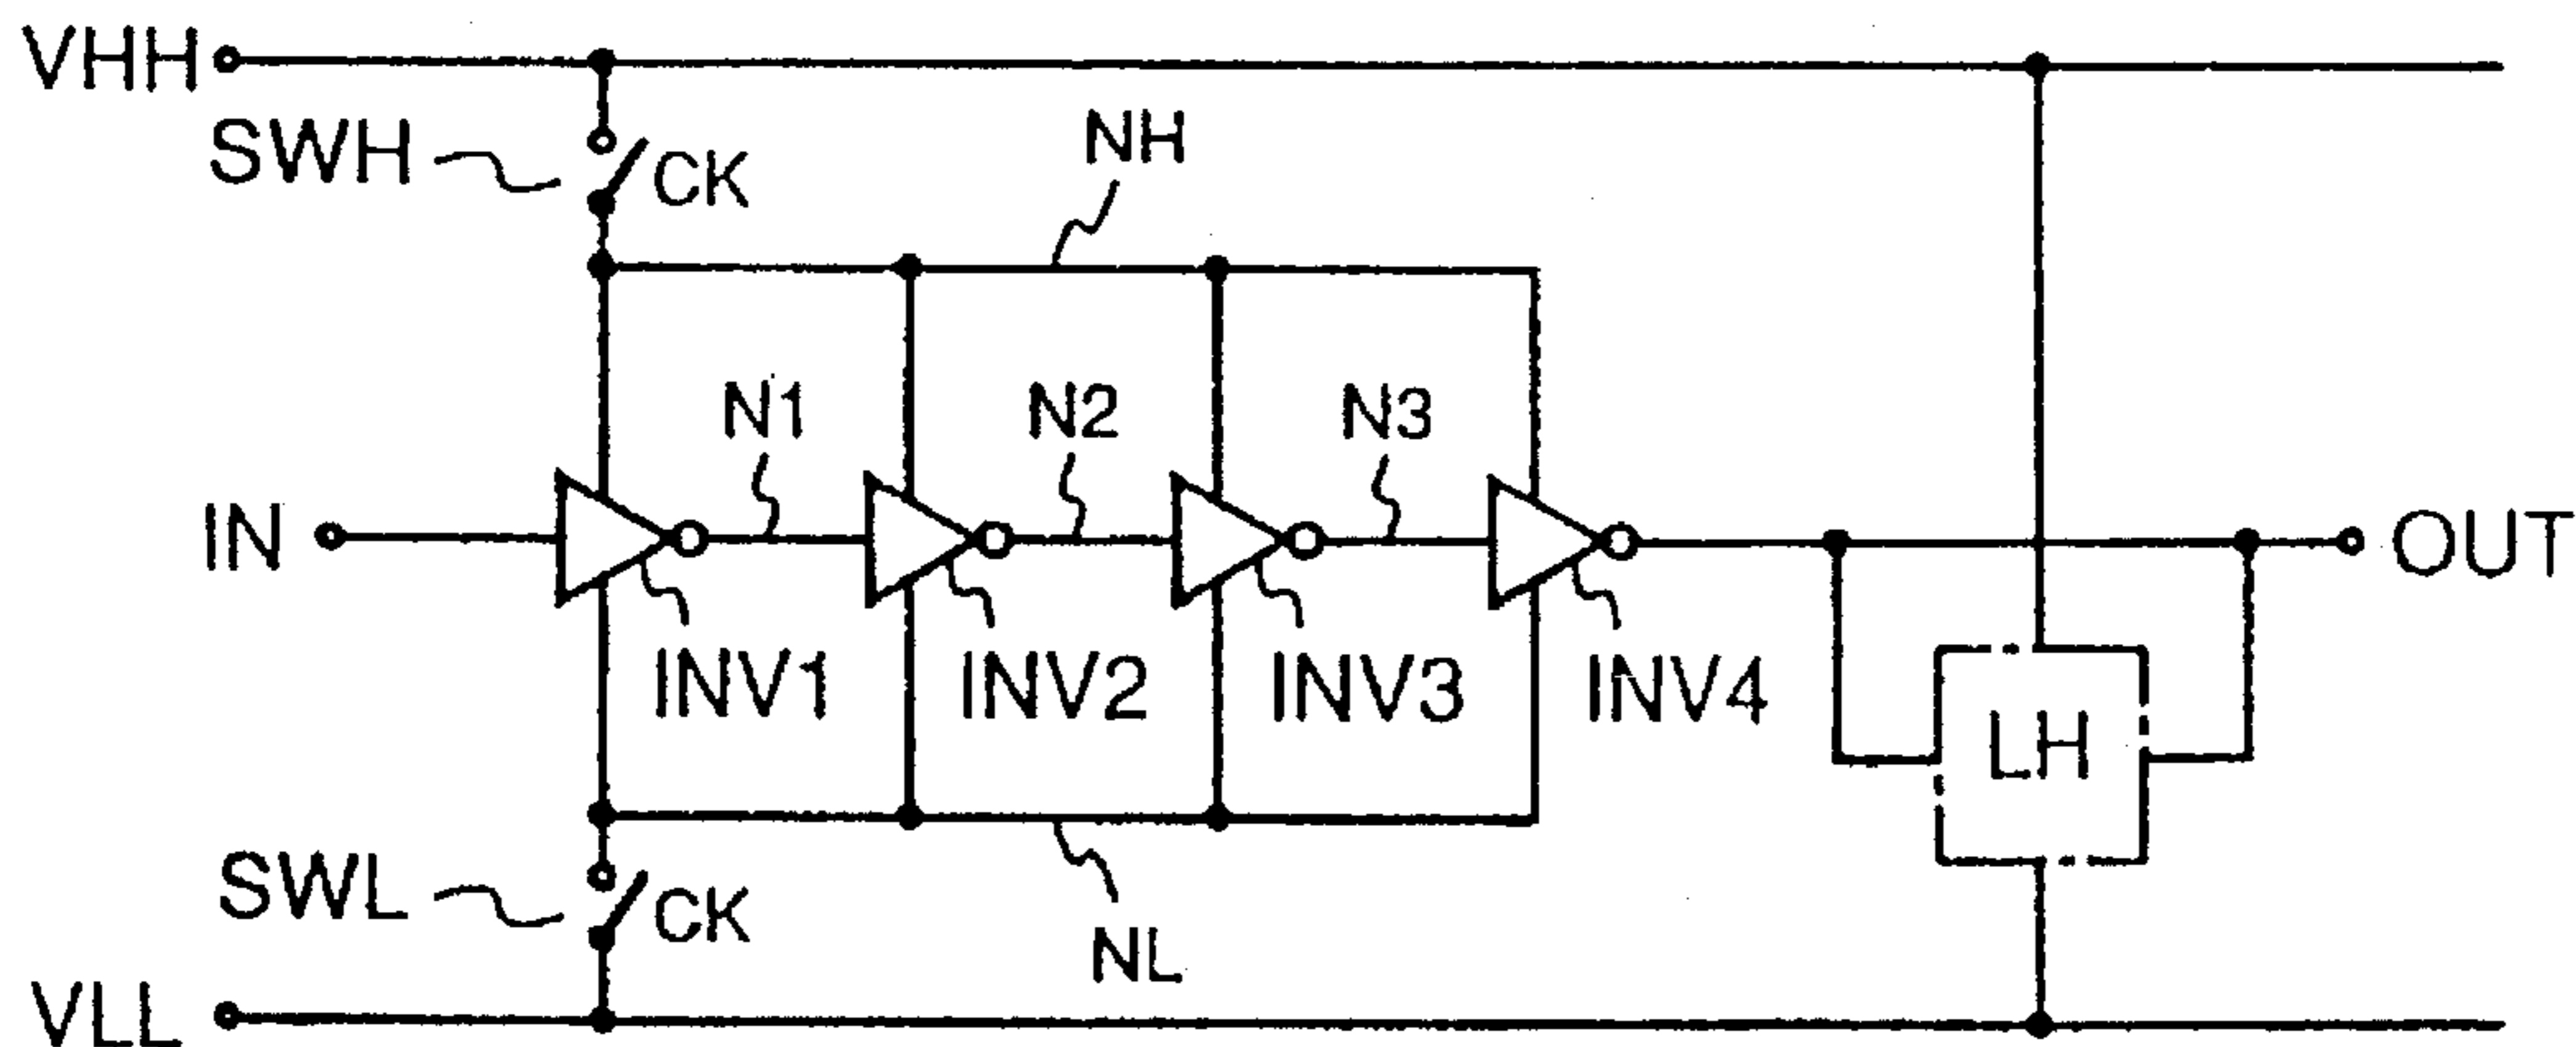 VHH
SWH
CK
NH
N1
N2
N3
IN
OUT
INV1
INV2
INV3
INV4
LH
SWL
CK
NL
VLL